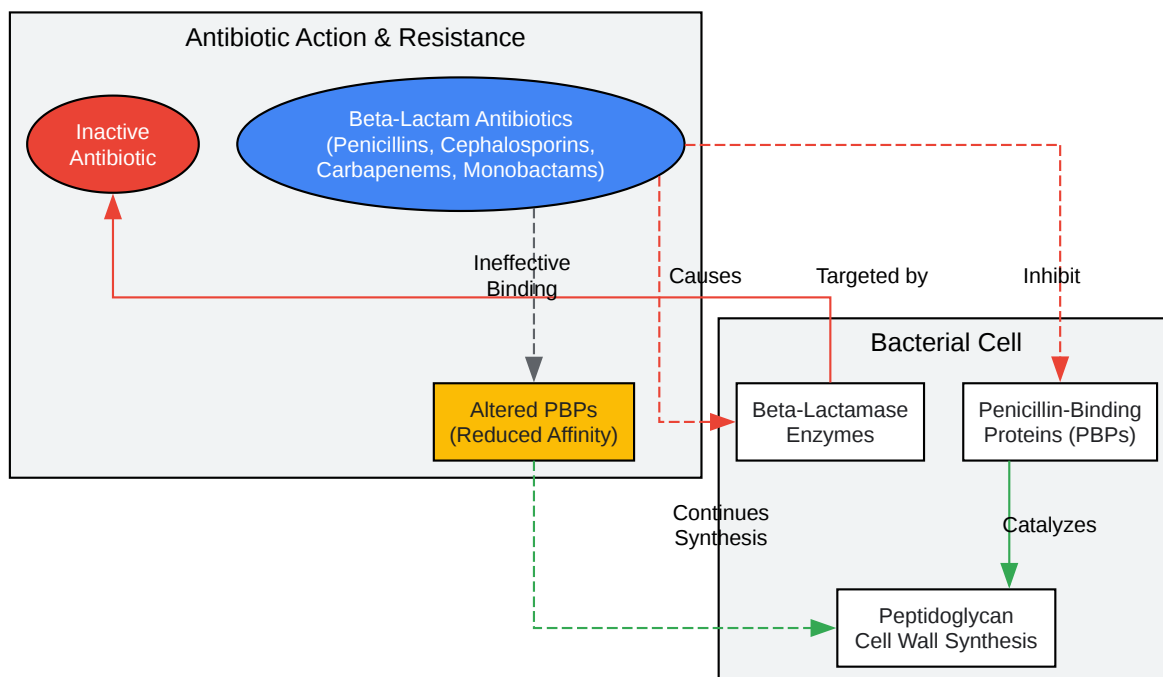 Antibiotic Action & Resistance
Inactive
Antibiotic
Beta-Lactam Antibiotics
(Penicillins, Cephalosporins,
Carbapenems, Monobactams)
Ineffective
Binding
Causes
Targeted by
Inhibit
Bacterial Cell
Altered PBPs
(Reduced Affinity)
Beta-Lactamase
Enzymes
Penicillin-Binding
Proteins (PBPs)
Continues
Synthesis
Catalyzes
Peptidoglycan
Cell Wall Synthesis